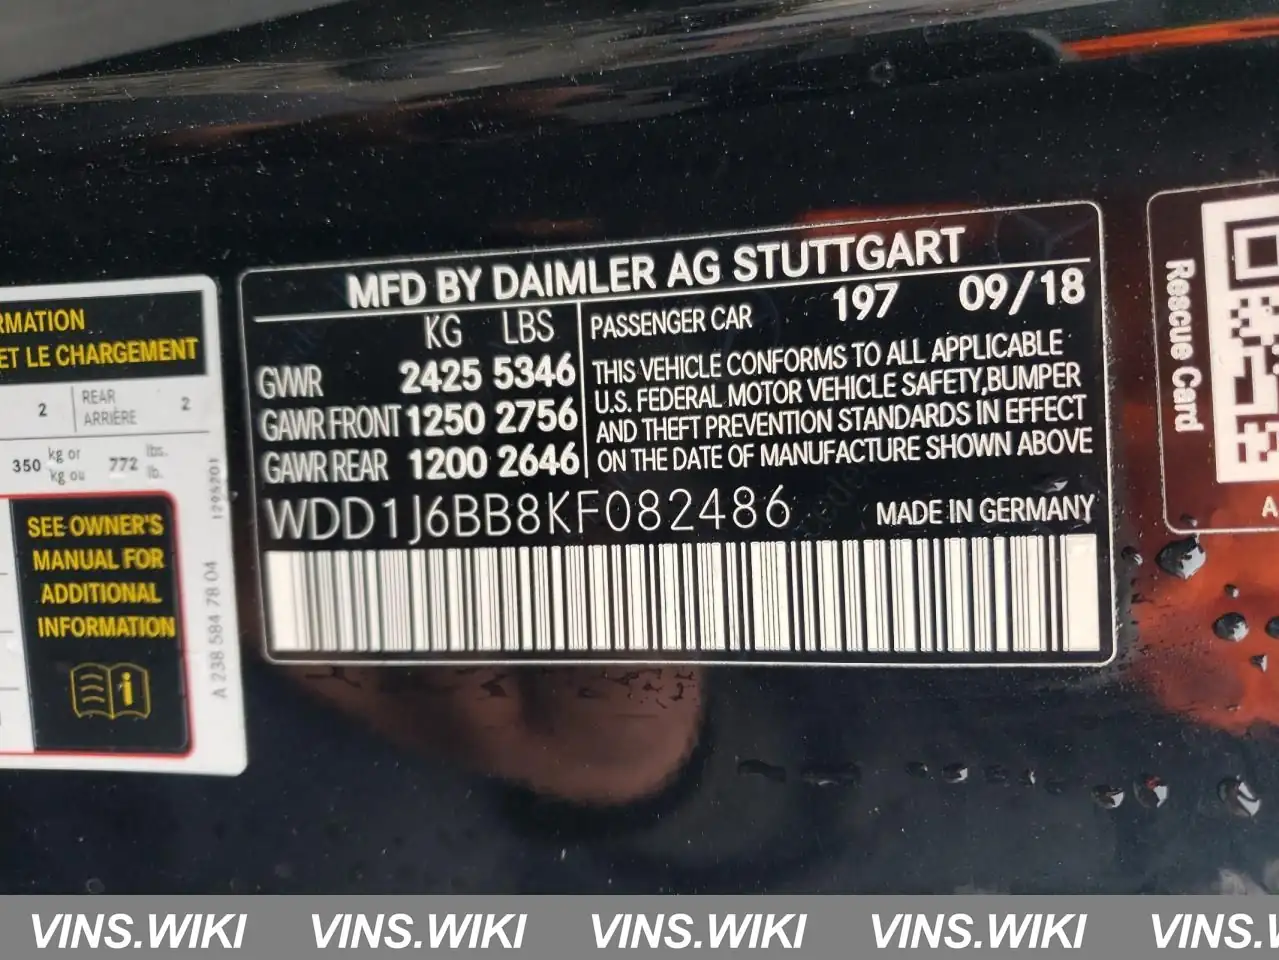 MFD BY DAIMLER AG STUTTGART
KG LBS
GVWR 2425 5346
GAWR FRONT 1250 2756
GAWR REAR 1200 2646
PASSENGER CAR 197 09/18
THIS VEHICLE CONFORMS TO ALL APPLICABLE
U.S. FEDERAL MOTOR VEHICLE SAFETY,BUMPER
AND THEFT PREVENTION STANDARDS IN EFFECT
ON THE DATE OF MANUFACTURE SHOWN ABOVE
WDD1J6BB8KF082486 MADE IN GERMANY
RMATION
ET LE CHARGEMENT
2 REAR 2
ARRIÈRE
350 kg or 772 lbs.
kg ou lb.
SEE OWNER'S
MANUAL FOR
ADDITIONAL
INFORMATION
1295201
A 238 584 78 04
Rescue Card
A
VINS.WIKI VINS.WIKI VINS.WIKI VINS.WIKI VINS.W